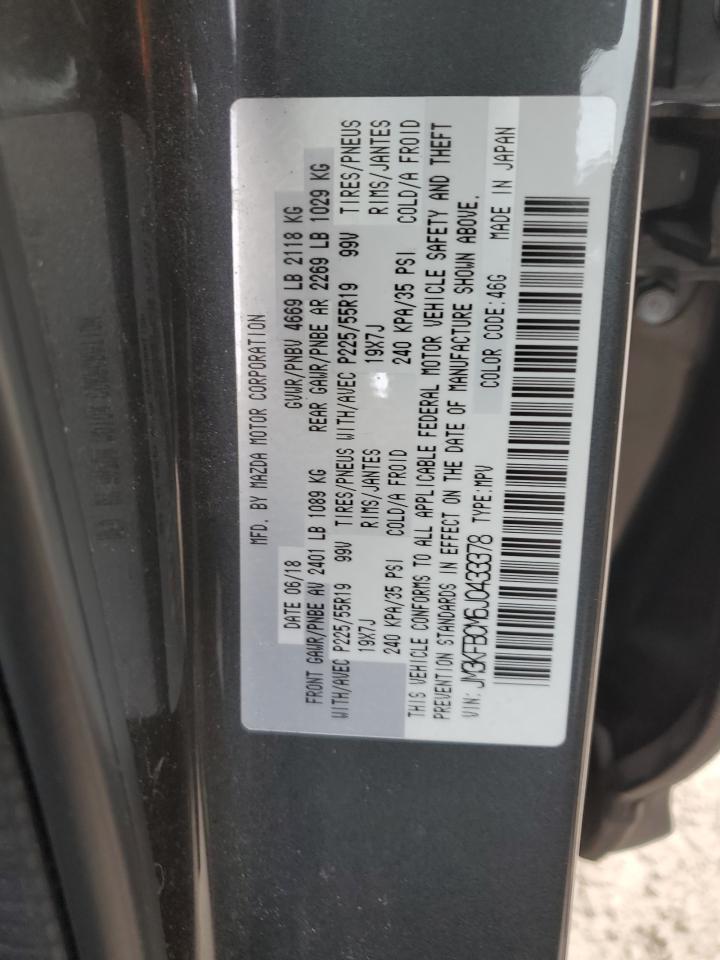 MFD. BY MAZDA MOTOR CORPORATION
DATE 06/18 GVWR/PNBV 4669 LB 2118 KG
FRONT GAWR/PNBE AV 2401 LB 1089 KG REAR GAWR/PNBE AR 2269 LB 1029 KG
WITH/AVEC P225/55R19 99V TIRES/PNEUS WITH/AVEC P225/55R19 99V TIRES/PNEUS
19X7J RIMS/JANTES 19X7J RIMS/JANTES
240 KPA/35 PSI COLD/A FROID 240 KPA/35 PSI COLD/A FROID
THIS VEHICLE CONFORMS TO ALL APPLICABLE FEDERAL MOTOR VEHICLE SAFETY AND THEFT
PREVENTION STANDARDS IN EFFECT ON THE DATE OF MANUFACTURE SHOWN ABOVE.
VIN: JM3KFBCM6J0433378 TYPE:MPV COLOR CODE:46G MADE IN JAPAN